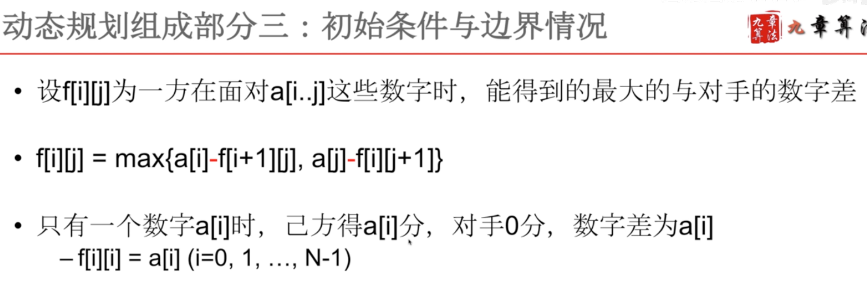 动态规划组成部分三：初始条件与边界情况
九章算法 九章算法
• 设f[i][j]为一方在面对a[i..j]这些数字时，能得到的最大的与对手的数字差
• f[i][j] = max{a[i]-f[i+1][j], a[j]-f[i][j+1]}
• 只有一个数字a[i]时，己方得a[i]分，对手0分，数字差为a[i]
–f[i][i] = a[i] (i=0, 1, …, N-1)